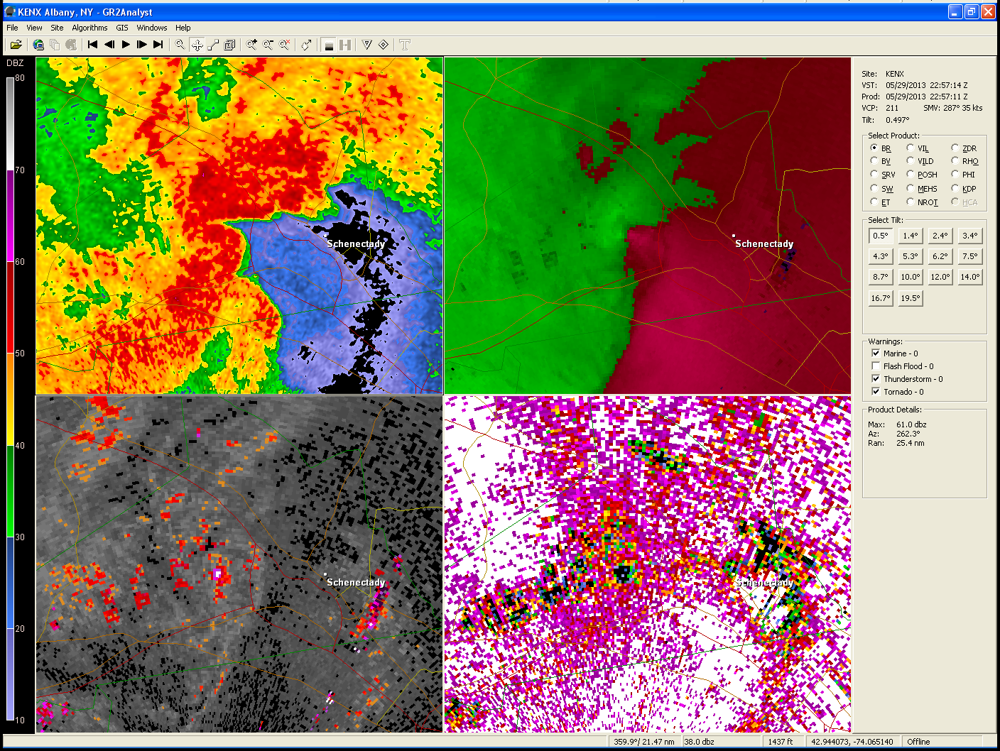 KENX Albany, NY - GR2Analyst
File View Site Algorithms GIS Windows Help
DBZ
80
70
60
50
40
30
20
10
Schenectady
Schenectady
Schenectady
Schenectady
Site: KENX
VST: 05/29/2013 22:57:14 Z
Prod: 05/29/2013 22:57:11 Z
VCP: 211 SMV: 287° 35 kts
Tilt: 0.497°
Select Product:
BR VIL ZDR
BV VILD RHO
SRV POSH PHI
SW MEHS KDP
ET NROT HCA
Select Tilt:
0.5° 1.4° 2.4° 3.4°
4.3° 5.3° 6.2° 7.5°
8.7° 10.0° 12.0° 14.0°
16.7° 19.5°
Warnings:
Marine - 0
Flash Flood - 0
Thunderstorm - 0
Tornado - 0
Product Details:
Max: 61.0 dbz
Az: 262.3°
Ran: 25.4 nm
359.9°/ 21.47 nm 38.0 dbz 1437 ft 42.944073, -74.065140 Offline